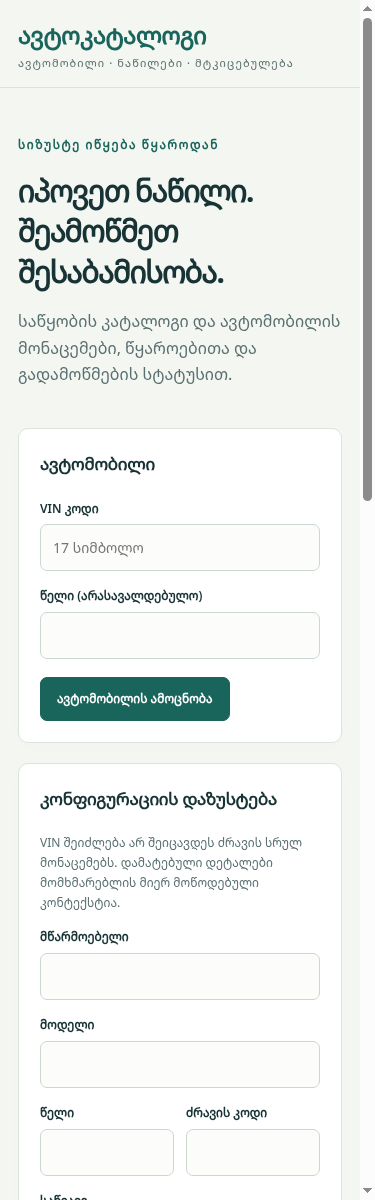 ავტოკატალოგი
ავტომობილი · ნაწილები · მტკიცებულება
სიზუსტე იწყება წყაროდან
იპოვეთ ნაწილი.
შეამოწმეთ
შესაბამისობა.
საწყობის კატალოგი და ავტომობილის
მონაცემები, წყაროებითა და
გადამოწმების სტატუსით.
ავტომობილი
VIN კოდი
17 სიმბოლო
წელი (არასავალდებულო)
ავტომობილის ამოცნობა
კონფიგურაციის დაზუსტება
VIN შეიძლება არ შეიცავდეს ძრავის სრულ
მონაცემებს. დამატებული დეტალები
მომხმარებლის მიერ მოწოდებული
კონტექსტია.
მწარმოებელი
მოდელი
წელი
ძრავის კოდი